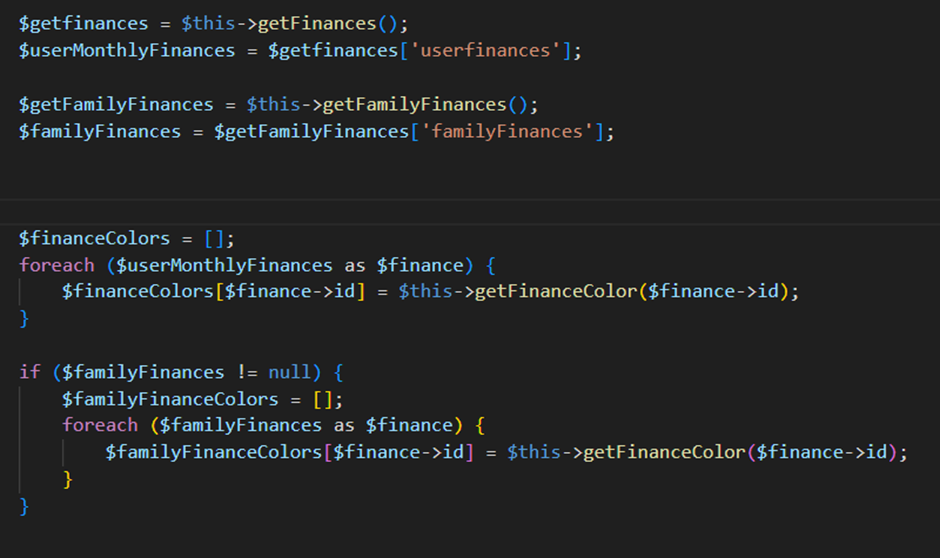 $getfinances = $this->getFinances();
$userMonthlyFinances = $getfinances['userfinances'];
$getFamilyFinances = $this->getFamilyFinances();
$familyFinances = $getFamilyFinances['familyFinances'];
$financeColors = [];
foreach ($userMonthlyFinances as $finance) {
    $financeColors[$finance->id] = $this->getFinanceColor($finance->id);
}
if ($familyFinances != null) {
    $familyFinanceColors = [];
    foreach ($familyFinances as $finance) {
        $familyFinanceColors[$finance->id] = $this->getFinanceColor($finance->id);
    }
}